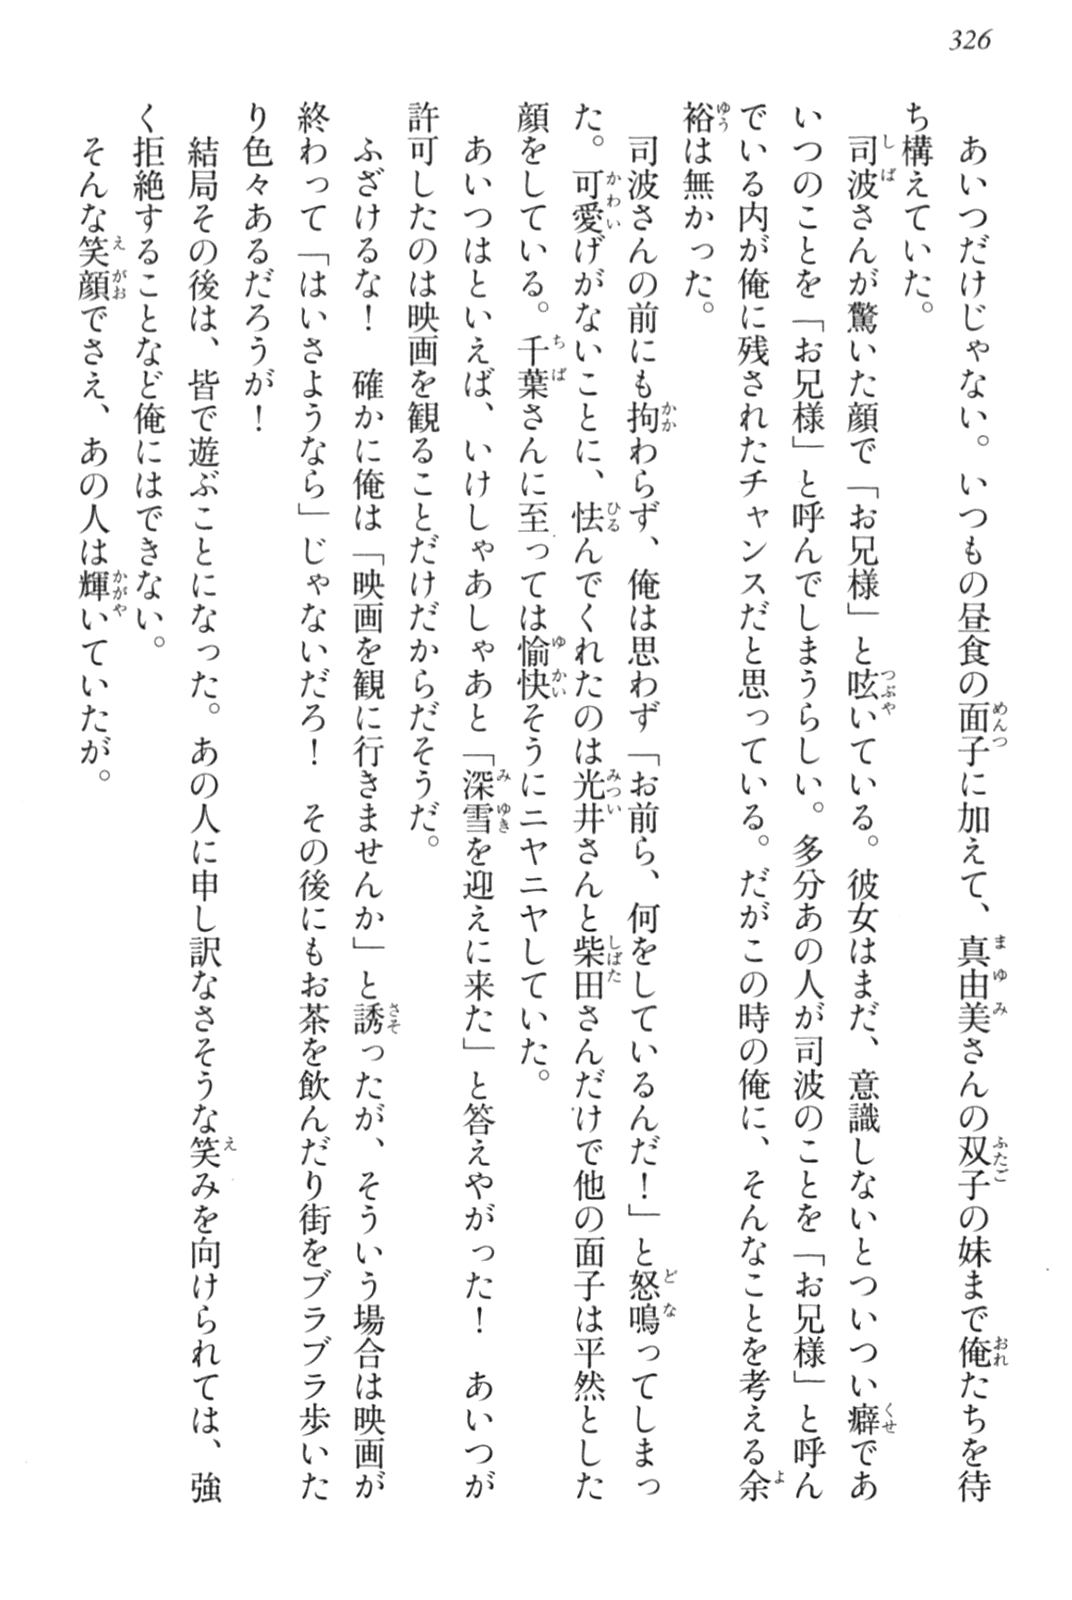 326
　あいつだけじゃない。いつもの昼食の面子に加えて、真由美さんの双子の妹まで俺たちを待
ち構えていた。
　司波さんが驚いた顔で「お兄様」と呟いている。彼女はまだ、意識しないとついつい癖であ
いつのことを「お兄様」と呼んでしまうらしい。多分あの人が司波のことを「お兄様」と呼ん
でいる内が俺に残されたチャンスだと思っている。だがこの時の俺に、そんなことを考える余
裕は無かった。
　司波さんの前にも拘わらず、俺は思わず「お前ら、何をしているんだ！」と怒鳴ってしまっ
た。可愛げがないことに、怯んでくれたのは光井さんと柴田さんだけで他の面子は平然とした
顔をしている。千葉さんに至っては愉快そうにニヤニヤしていた。
　あいつはといえば、いけしゃあしゃあと「深雪を迎えに来た」と答えやがった！　あいつが
許可したのは映画を観ることだけだからだそうだ。
　ふざけるな！　確かに俺は「映画を観に行きませんか」と誘ったが、そういう場合は映画が
終わって「はいさようなら」じゃないだろ！　その後にもお茶を飲んだり街をブラブラ歩いた
り色々あるだろうが！
　結局その後は、皆で遊ぶことになった。あの人に申し訳なさそうな笑みを向けられては、強
く拒絶することなど俺にはできない。
　そんな笑顔でさえ、あの人は輝いていたが。